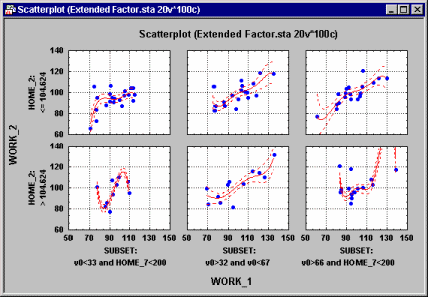 Scatterplot (Extended Factor.sta 20v*100c)
Scatterplot (Extended Factor.sta 20v*100c)
WORK_2
HOME_2:
<= 104.624
140
120
100
80
60
HOME_2:
> 104.624
140
120
100
80
60
50 70 90 110 130 150
50 70 90 110 130 150
50 70 90 110 130 150
SUBSET:
v0<33 and HOME_7<200
SUBSET:
v0>32 and v0<67
SUBSET:
v0>66 and HOME_7<200
WORK_1